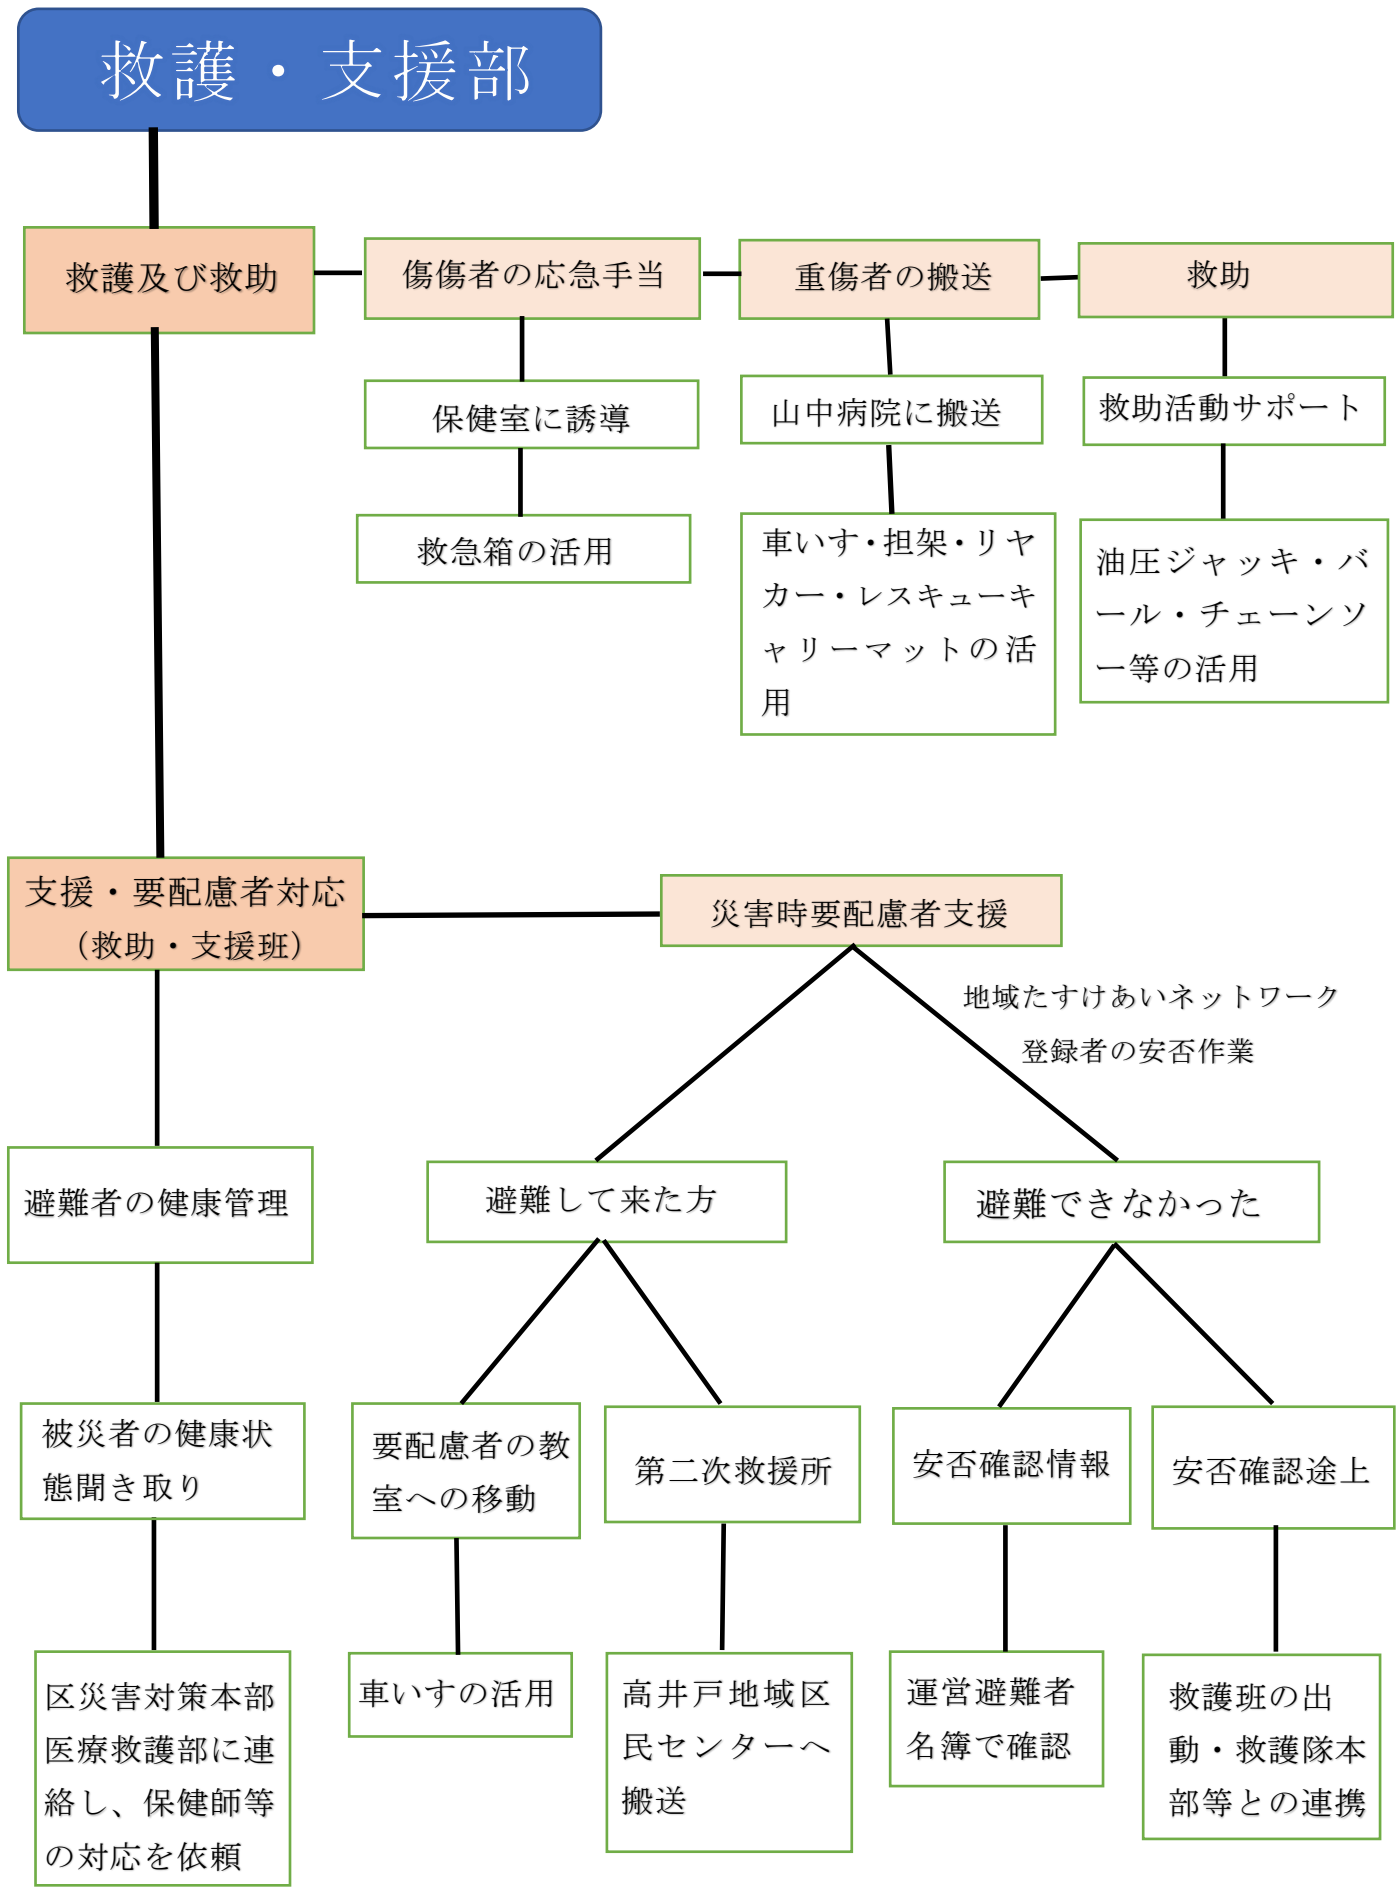 救護・支援部
救護及び救助
傷傷者の応急手当
重傷者の搬送
救助
保健室に誘導
山中病院に搬送
救助活動サポート
救急箱の活用
車いす・担架・リヤ
カー・レスキューキ
ャリーマットの活
用
油圧ジャッキ・バ
ール・チェーンソ
ー等の活用
支援・要配慮者対応
（救助・支援班）
災害時要配慮者支援
地域たすけあいネットワーク
登録者の安否作業
避難者の健康管理
避難して来た方
避難できなかった
被災者の健康状
態聞き取り
要配慮者の教
室への移動
第二次救援所
安否確認情報
安否確認途上
区災害対策本部
医療救護部に連
絡し、保健師等
の対応を依頼
車いすの活用
高井戸地域区
民センターへ
搬送
運営避難者
名簿で確認
救護班の出
動・救護隊本
部等との連携